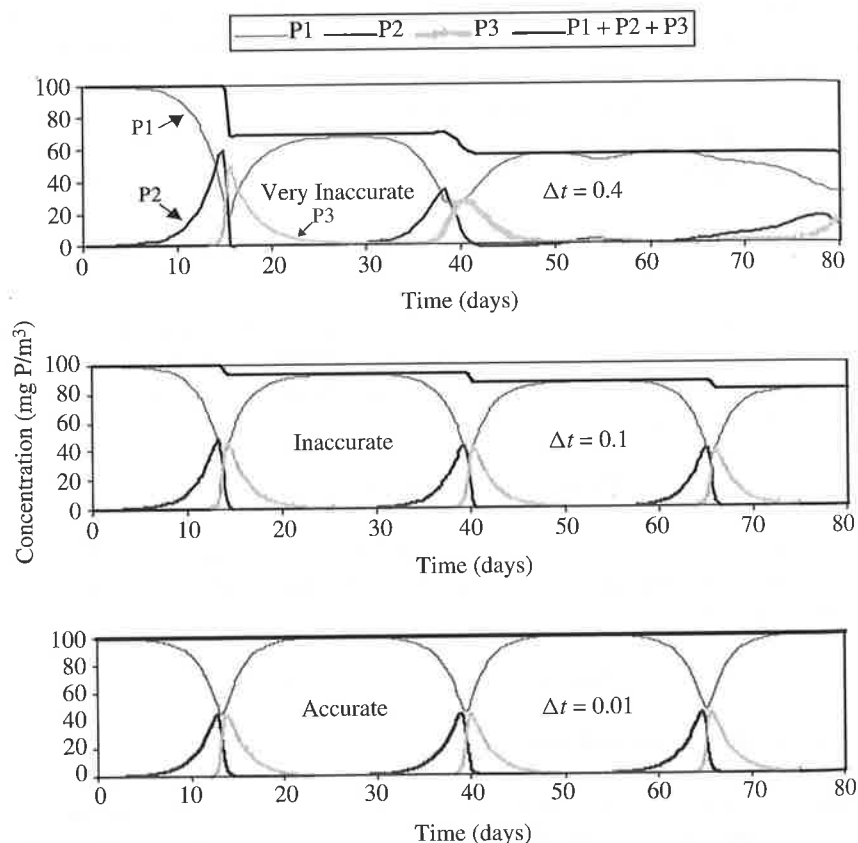 P1 P2 P3 P1 + P2 + P3
100
80
60
40
20
0
P1
P2
Very Inaccurate
P3
Δt = 0.4
0 10 20 30 40 50 60 70 80
Time (days)
Concentration (mg P/m³)
100
80
60
40
20
0
Inaccurate
Δt = 0.1
0 10 20 30 40 50 60 70 80
Time (days)
100
80
60
40
20
0
Accurate
Δt = 0.01
0 10 20 30 40 50 60 70 80
Time (days)